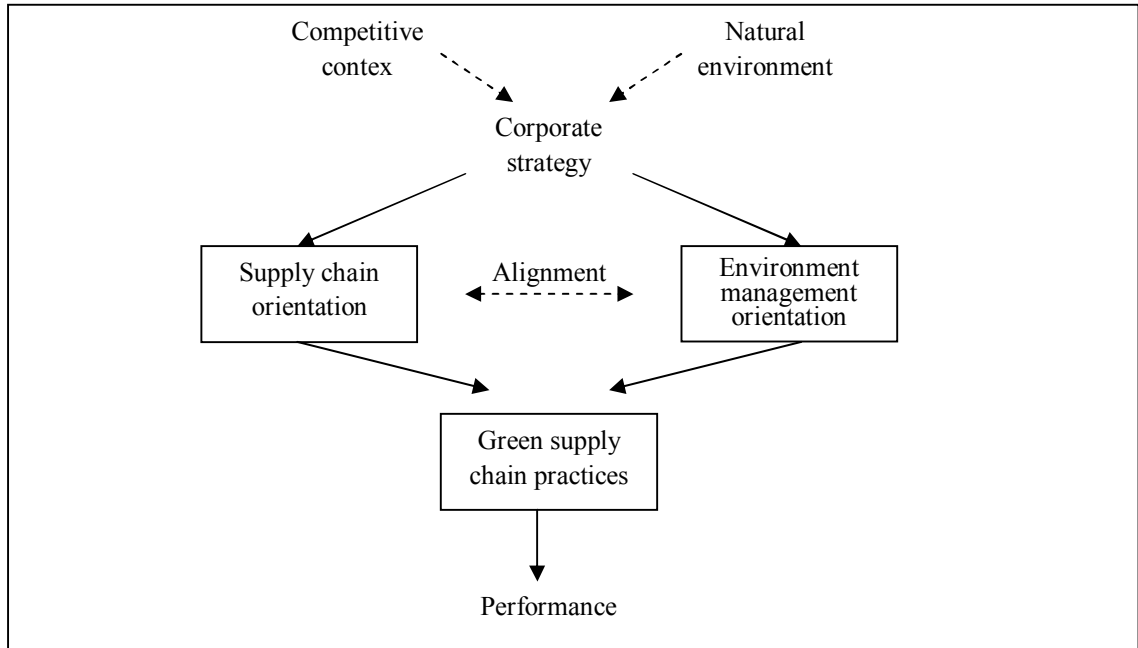 Competitive
contex
Natural
environment
Corporate
strategy
Supply chain
orientation
Alignment
Environment
management
orientation
Green supply
chain practices
Performance